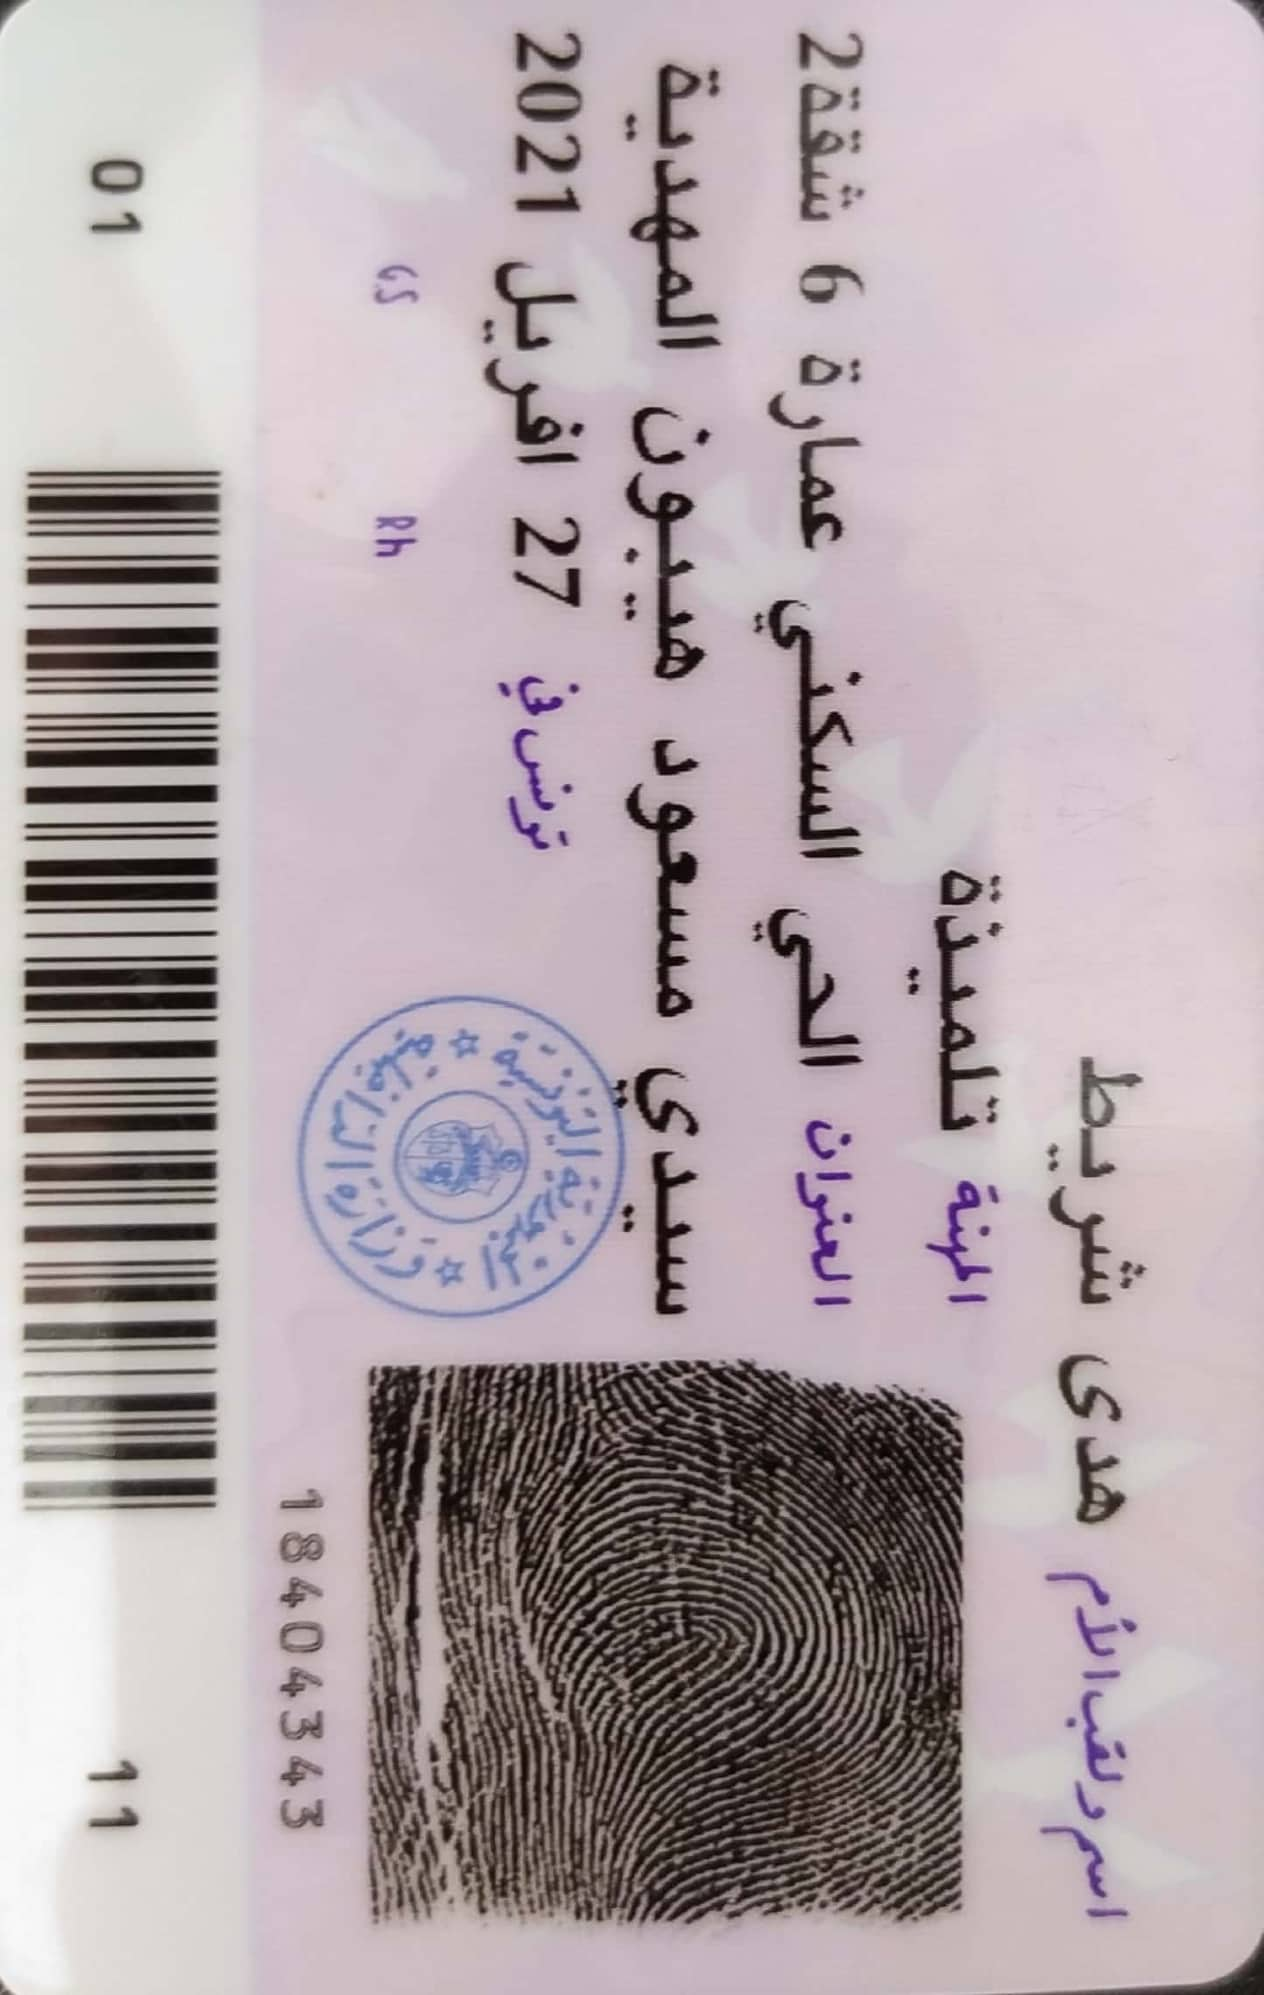 اسم ولقب الأم هدى شريط
المهنة تلميذة
العنوان الحي السكني عمارة 6 شقة2
سيدي مسعود هيبون المهدية
تونس في 27 افريل 2021
Rh GS
الجمهورية التونسية
وزارة الداخلية
18404343
11 01